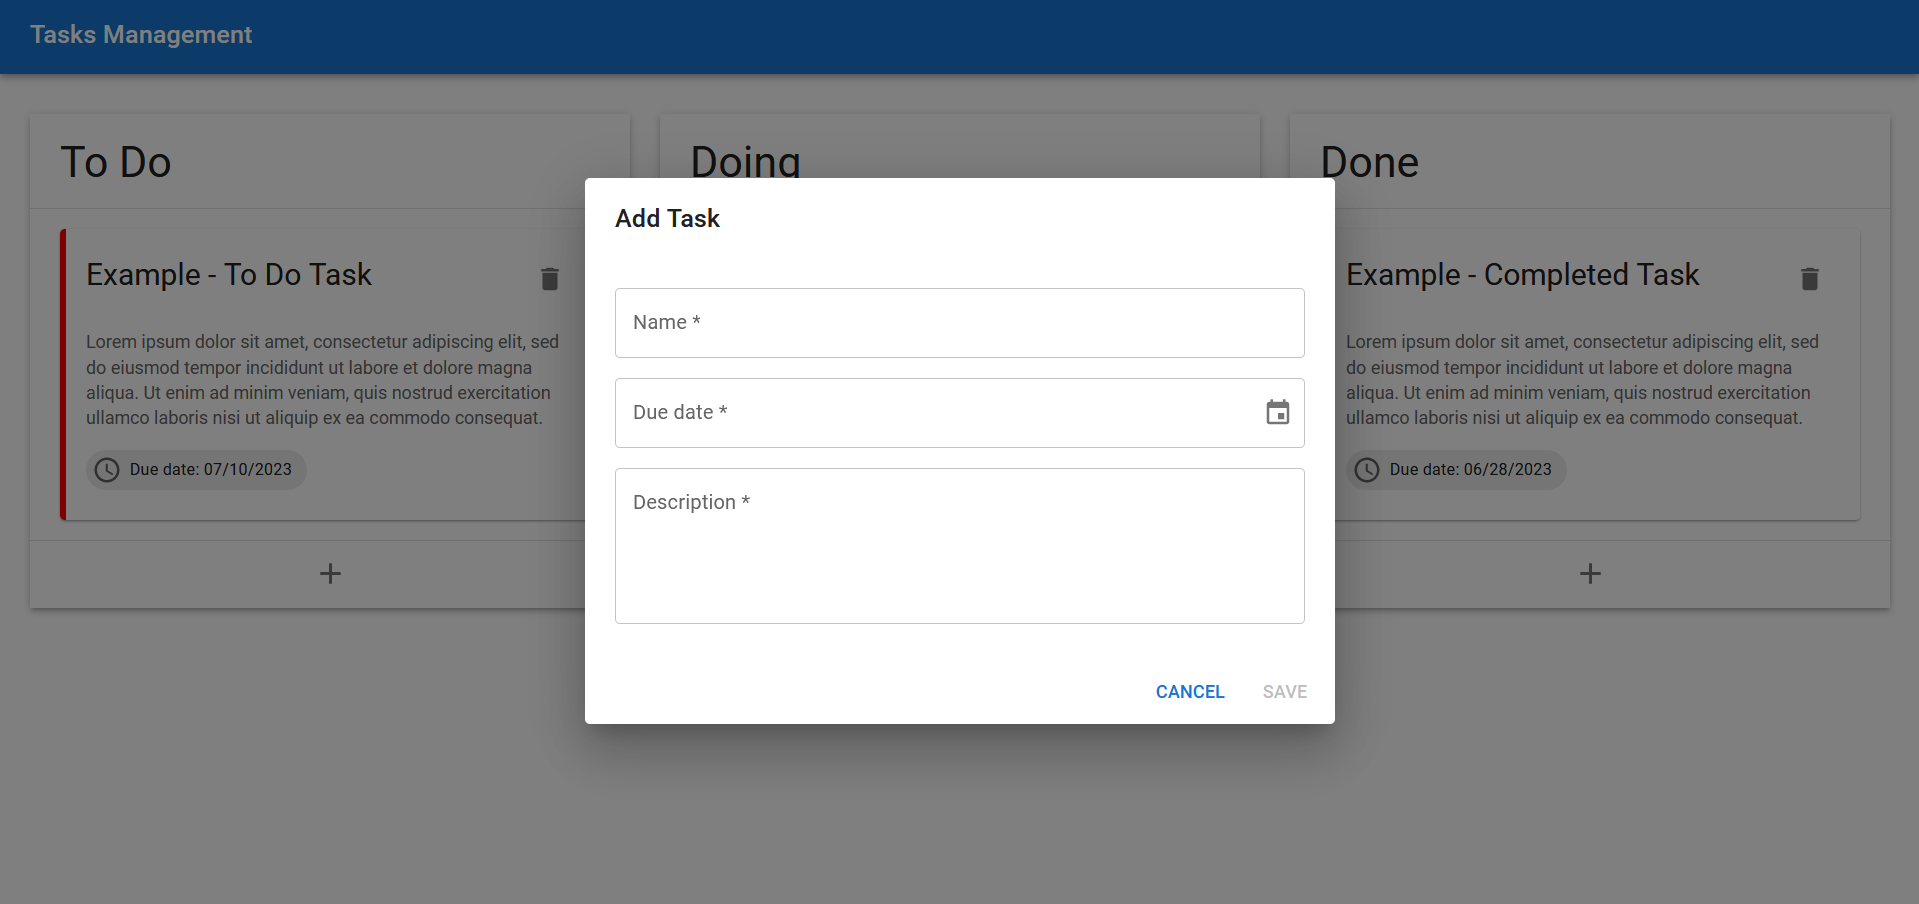 Tasks Management
To Do
Doing
Done
Example - To Do Task
Lorem ipsum dolor sit amet, consectetur adipiscing elit, sed
do eiusmod tempor incididunt ut labore et dolore magna
aliqua. Ut enim ad minim veniam, quis nostrud exercitation
ullamco laboris nisi ut aliquip ex ea commodo consequat.
Due date: 07/10/2023
Add Task
Name *
Due date *
Description *
CANCEL
SAVE
Example - Completed Task
Lorem ipsum dolor sit amet, consectetur adipiscing elit, sed
do eiusmod tempor incididunt ut labore et dolore magna
aliqua. Ut enim ad minim veniam, quis nostrud exercitation
ullamco laboris nisi ut aliquip ex ea commodo consequat.
Due date: 06/28/2023